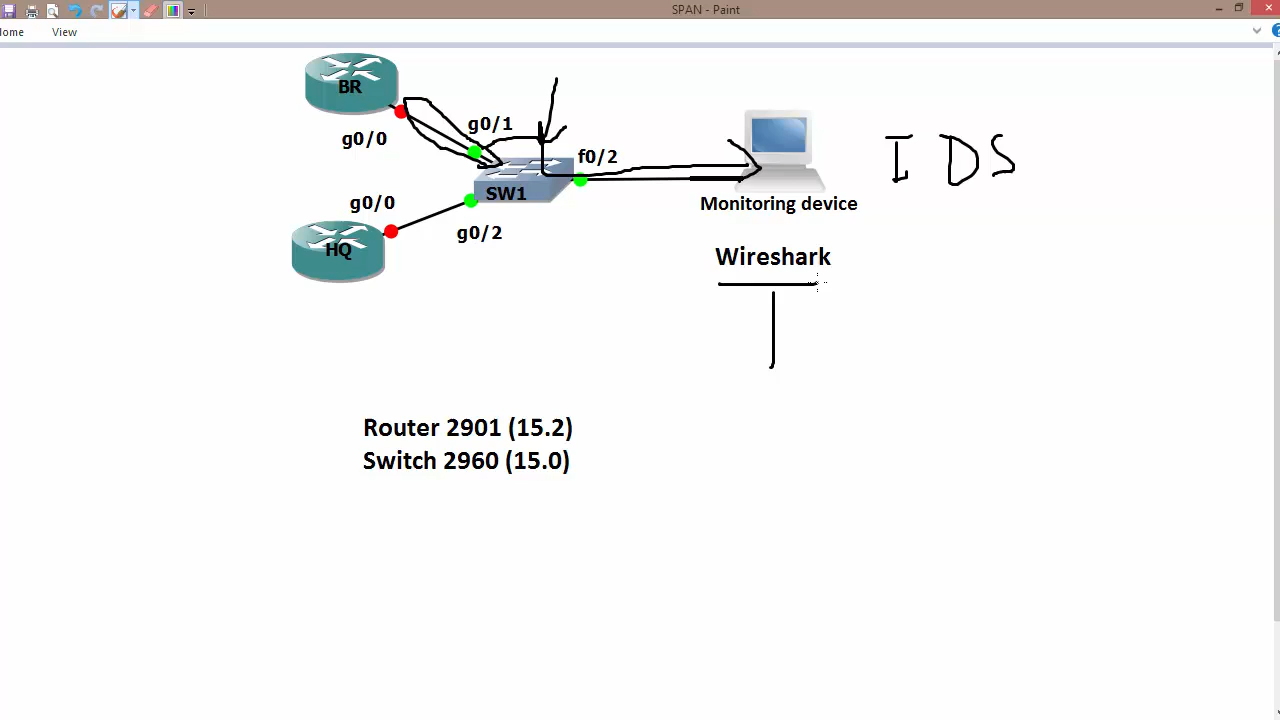 SPAN - Paint
ome View
BR
g0/1
g0/0
f0/2
IDS
SW1
g0/0
Monitoring device
g0/2
HQ
Wireshark
Router 2901 (15.2)
Switch 2960 (15.0)